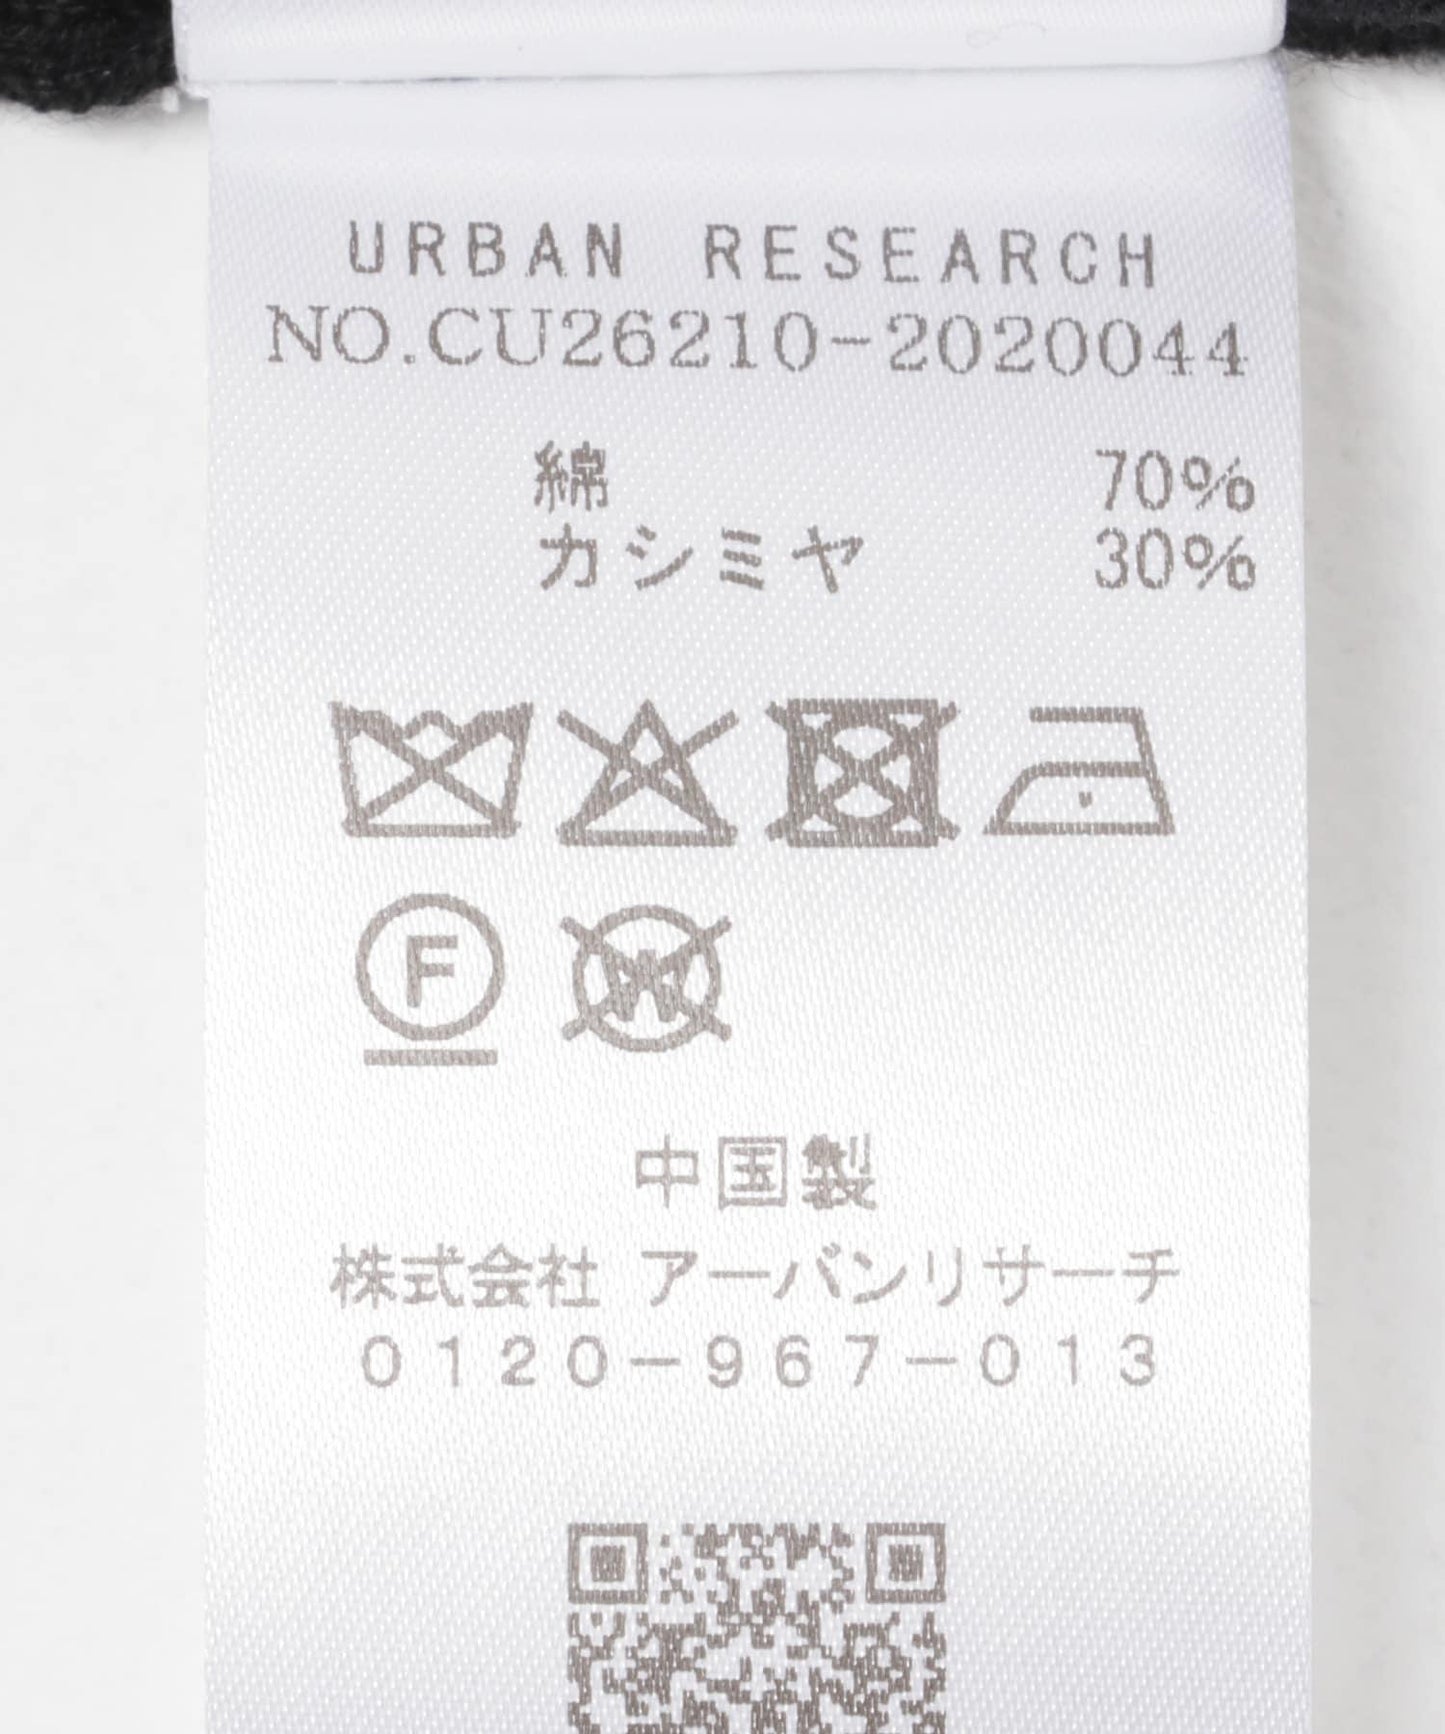 URBAN RESEARCH
NO.CU26210-2020044
綿 70%
カシミヤ 30%
F W
中国製
株式会社 アーバンリサーチ
0120-967-013